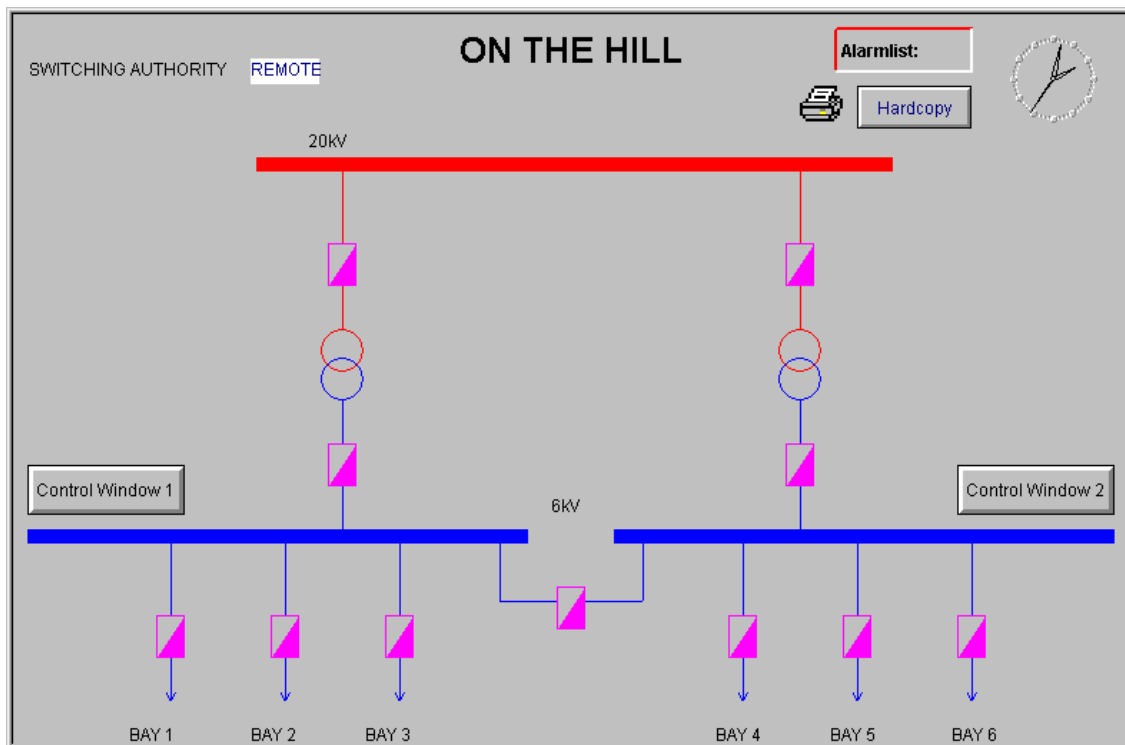 ON THE HILL
Alarmlist:
SWITCHING AUTHORITY REMOTE
Hardcopy
20kV
Control Window 1
Control Window 2
6kV
BAY 1 BAY 2 BAY 3 BAY 4 BAY 5 BAY 6